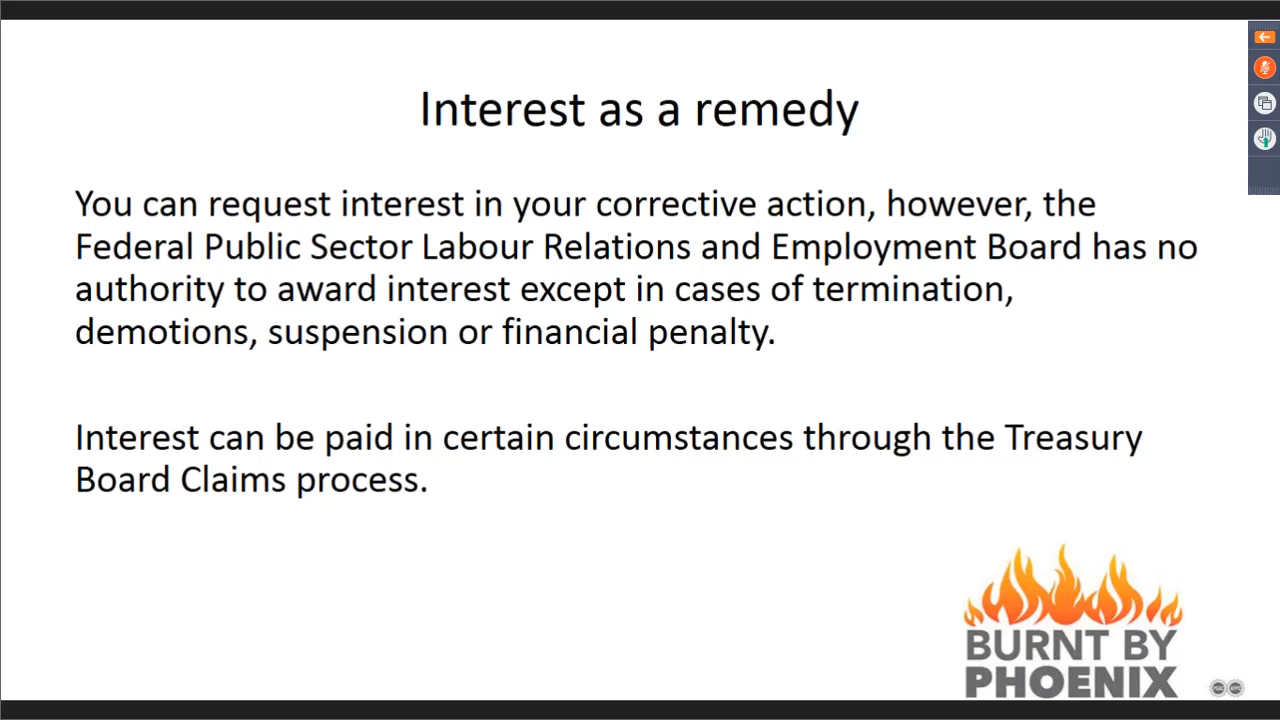 Interest as a remedy
You can request interest in your corrective action, however, the
Federal Public Sector Labour Relations and Employment Board has no
authority to award interest except in cases of termination,
demotions, suspension or financial penalty.
Interest can be paid in certain circumstances through the Treasury
Board Claims process.
BURNT BY
PHOENIX